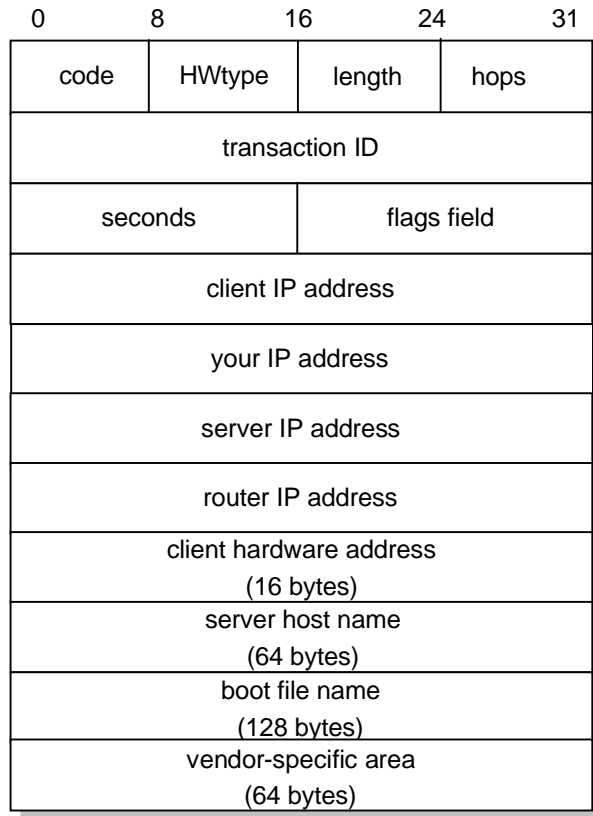 0 8 16 24 31
code HWtype length hops
transaction ID
seconds flags field
client IP address
your IP address
server IP address
router IP address
client hardware address
(16 bytes)
server host name
(64 bytes)
boot file name
(128 bytes)
vendor-specific area
(64 bytes)